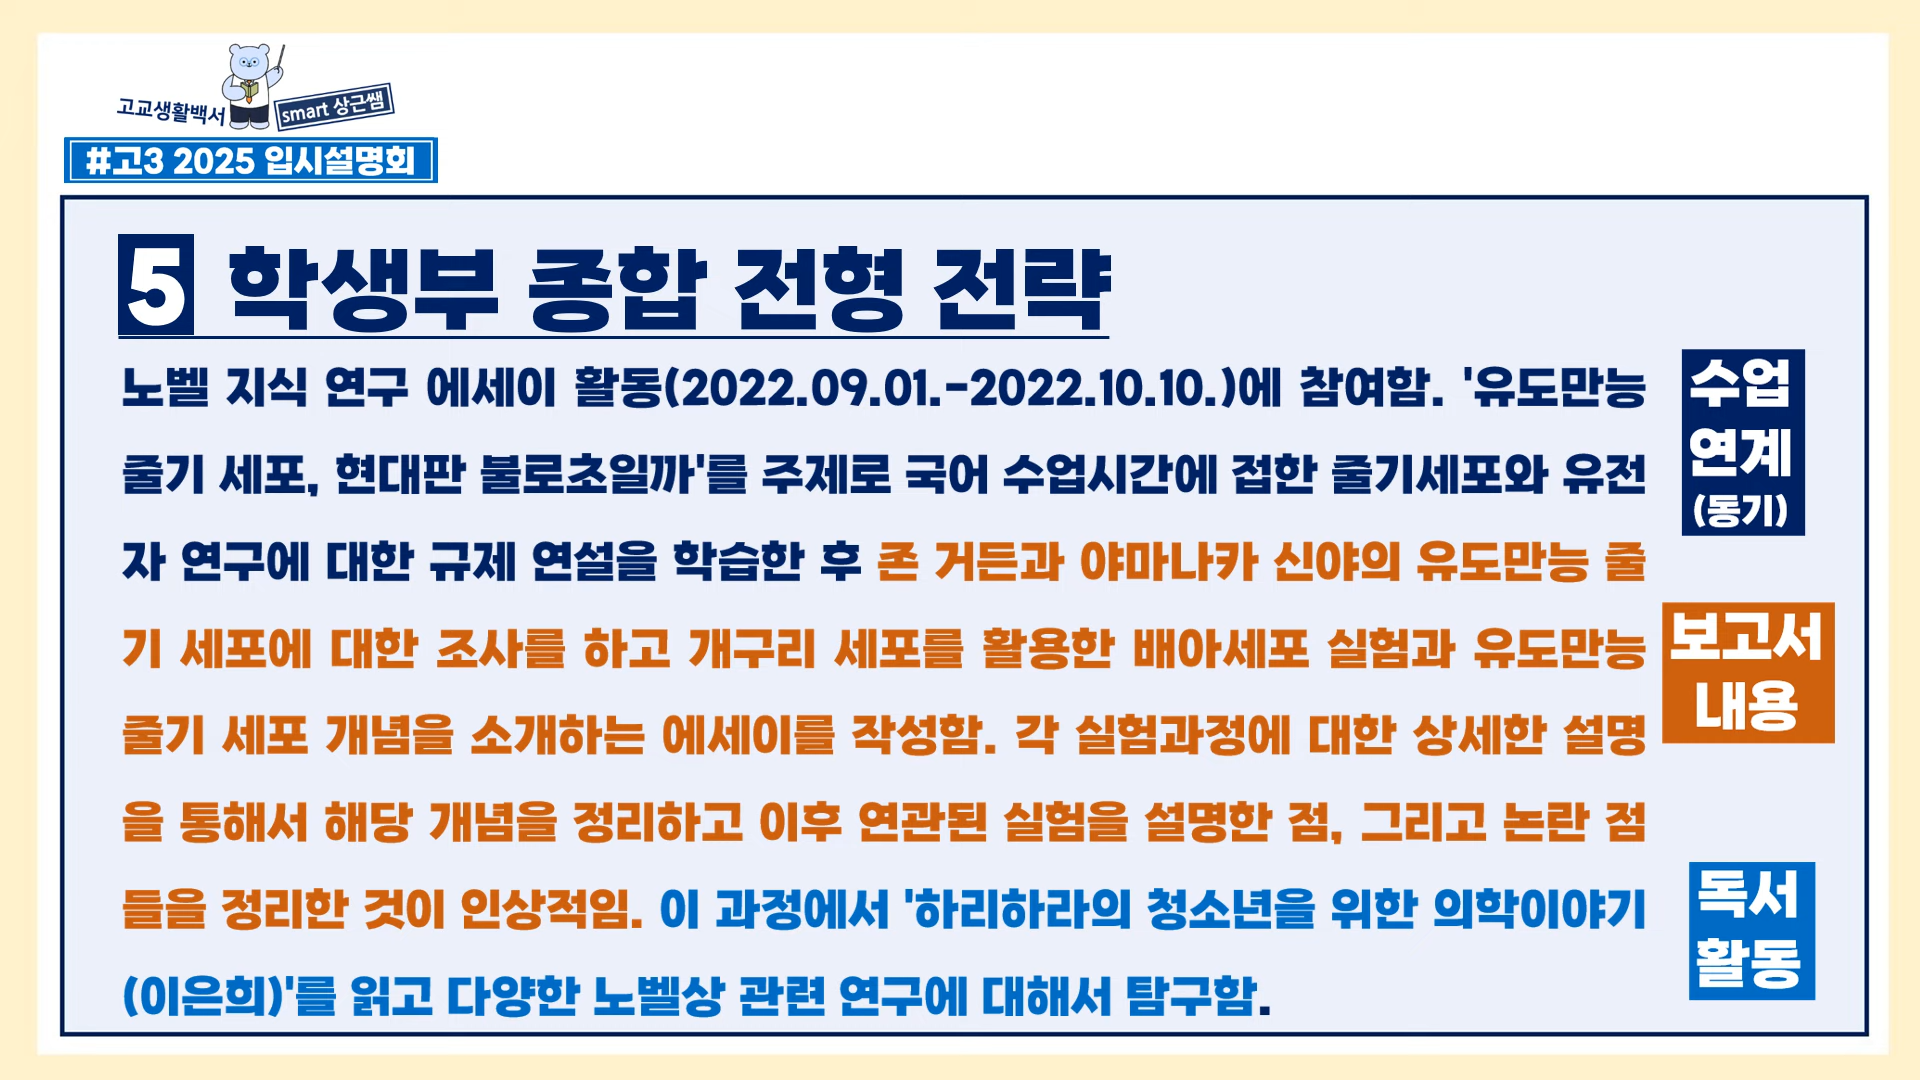 고교생활백서
smart 상근쌤
#고3 2025 입시설명회
5 학생부 종합 전형 전략
노벨 지식 연구 에세이 활동(2022.09.01.-2022.10.10.)에 참여함. '유도만능
줄기 세포, 현대판 불로초일까'를 주제로 국어 수업시간에 접한 줄기세포와 유전
자 연구에 대한 규제 연설을 학습한 후 존 거든과 야마나카 신야의 유도만능 줄
기 세포에 대한 조사를 하고 개구리 세포를 활용한 배아세포 실험과 유도만능
줄기 세포 개념을 소개하는 에세이를 작성함. 각 실험과정에 대한 상세한 설명
을 통해서 해당 개념을 정리하고 이후 연관된 실험을 설명한 점, 그리고 논란 점
들을 정리한 것이 인상적임. 이 과정에서 '하리하라의 청소년을 위한 의학이야기
(이은희)'를 읽고 다양한 노벨상 관련 연구에 대해서 탐구함.
수업
연계
(동기)
보고서
내용
독서
활동